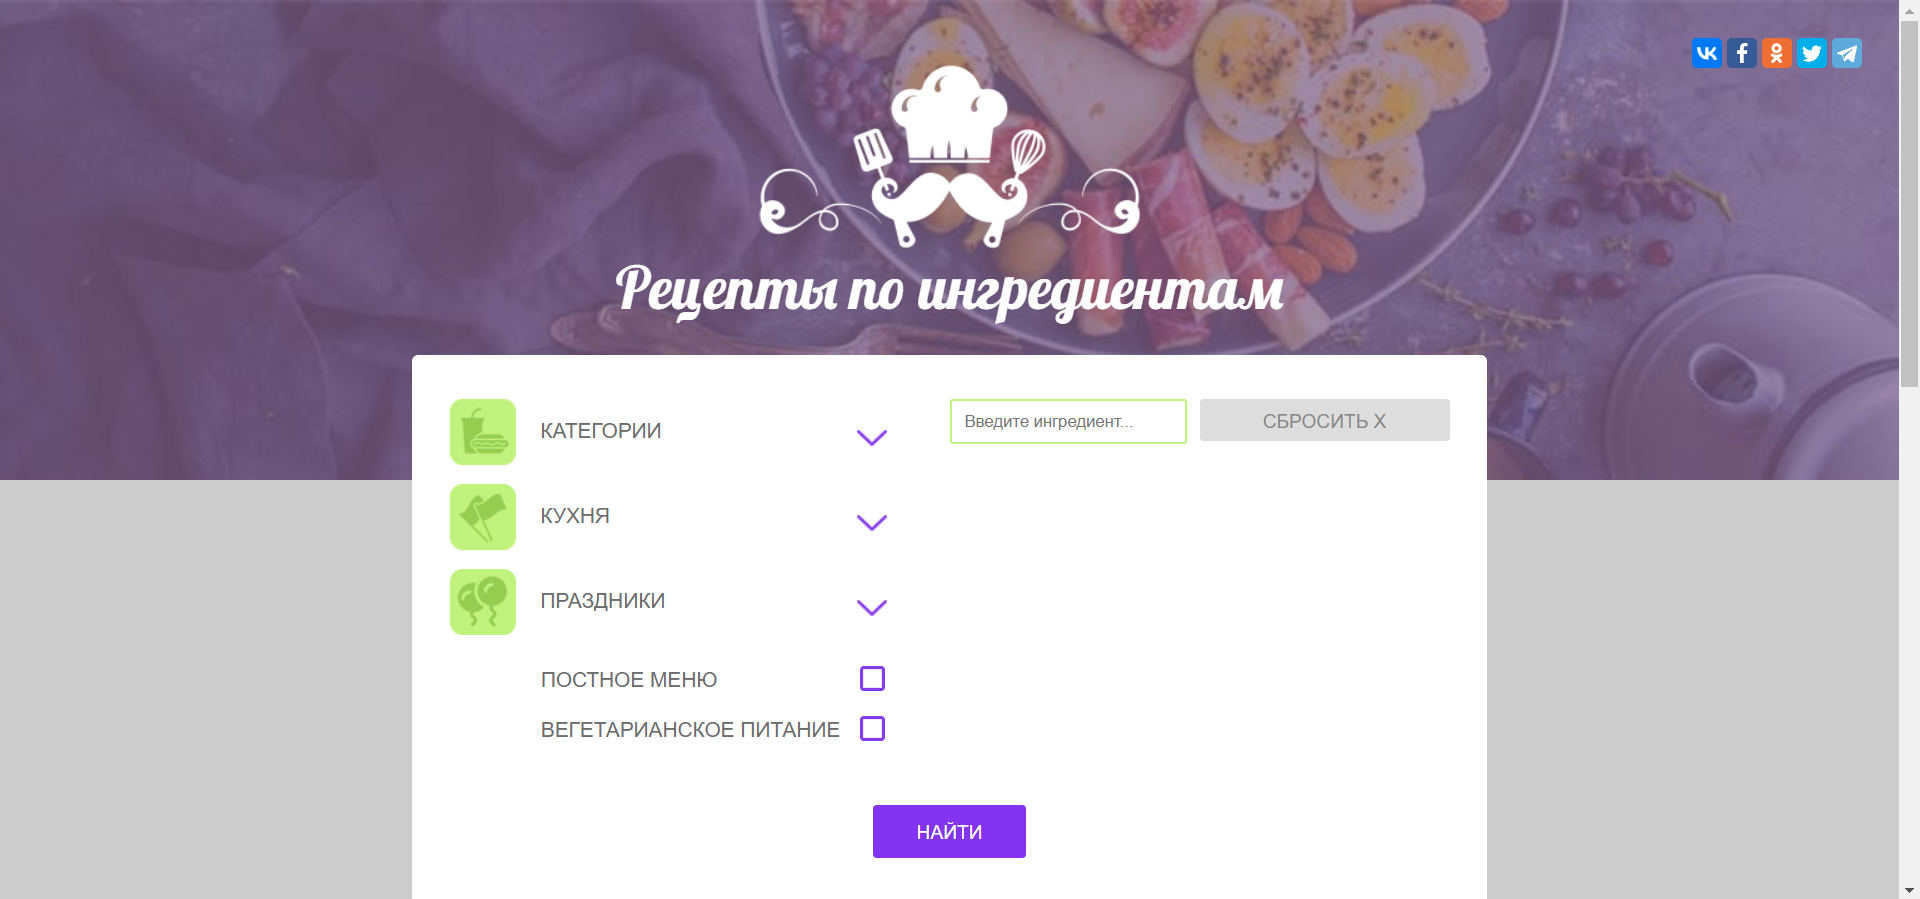 Рецепты по ингредиентам
КАТЕГОРИИ
Введите ингредиент...
СБРОСИТЬ X
КУХНЯ
ПРАЗДНИКИ
ПОСТНОЕ МЕНЮ
ВЕГЕТАРИАНСКОЕ ПИТАНИЕ
НАЙТИ